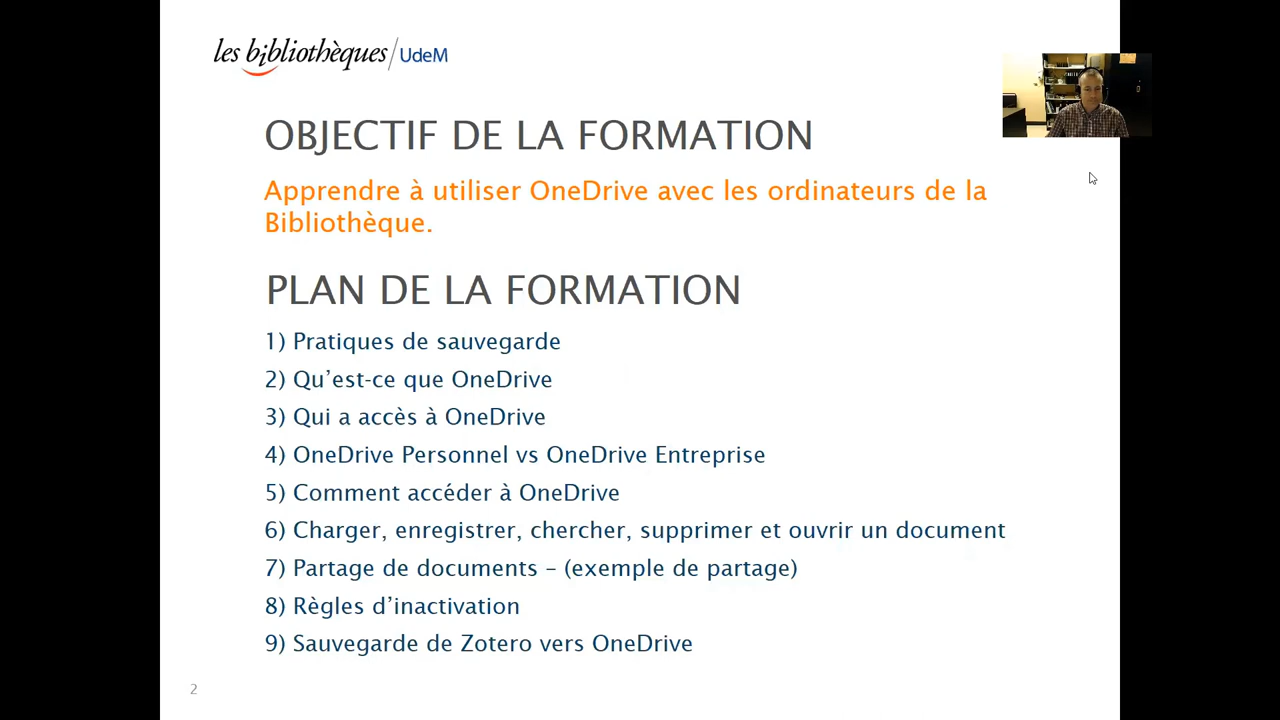 les bibliothèques/UdeM
OBJECTIF DE LA FORMATION
Apprendre à utiliser OneDrive avec les ordinateurs de la
Bibliothèque.
PLAN DE LA FORMATION
1) Pratiques de sauvegarde
2) Qu’est-ce que OneDrive
3) Qui a accès à OneDrive
4) OneDrive Personnel vs OneDrive Entreprise
5) Comment accéder à OneDrive
6) Charger, enregistrer, chercher, supprimer et ouvrir un document
7) Partage de documents – (exemple de partage)
8) Règles d’inactivation
9) Sauvegarde de Zotero vers OneDrive
2